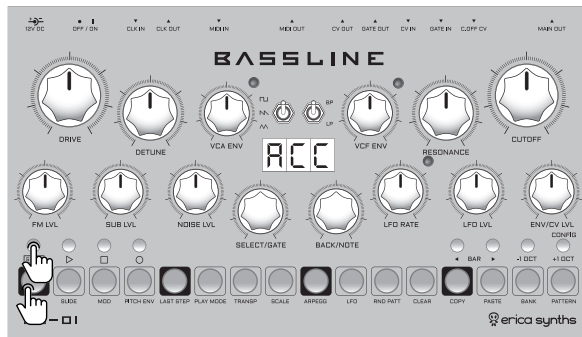 12V DC OFF / ON CLK IN CLK OUT MIDI IN MIDI OUT CV OUT GATE OUT CV IN GATE IN C.OFF CV MAIN OUT
BASSLINE
BP
LP
DRIVE DETUNE VCA ENV VCF ENV RESONANCE CUTOFF
ACC
FM LVL SUB LVL NOISE LVL SELECT/GATE BACK/NOTE LFO RATE LFO LVL ENV/CV LVL
CONFIG
BAR -1 OCT +1 OCT
SLIDE MOD PITCH ENV LAST STEP PLAY MODE TRANSP SCALE ARPEGG LFO RND PATT CLEAR COPY PASTE BANK PATTERN
-01 erica synths